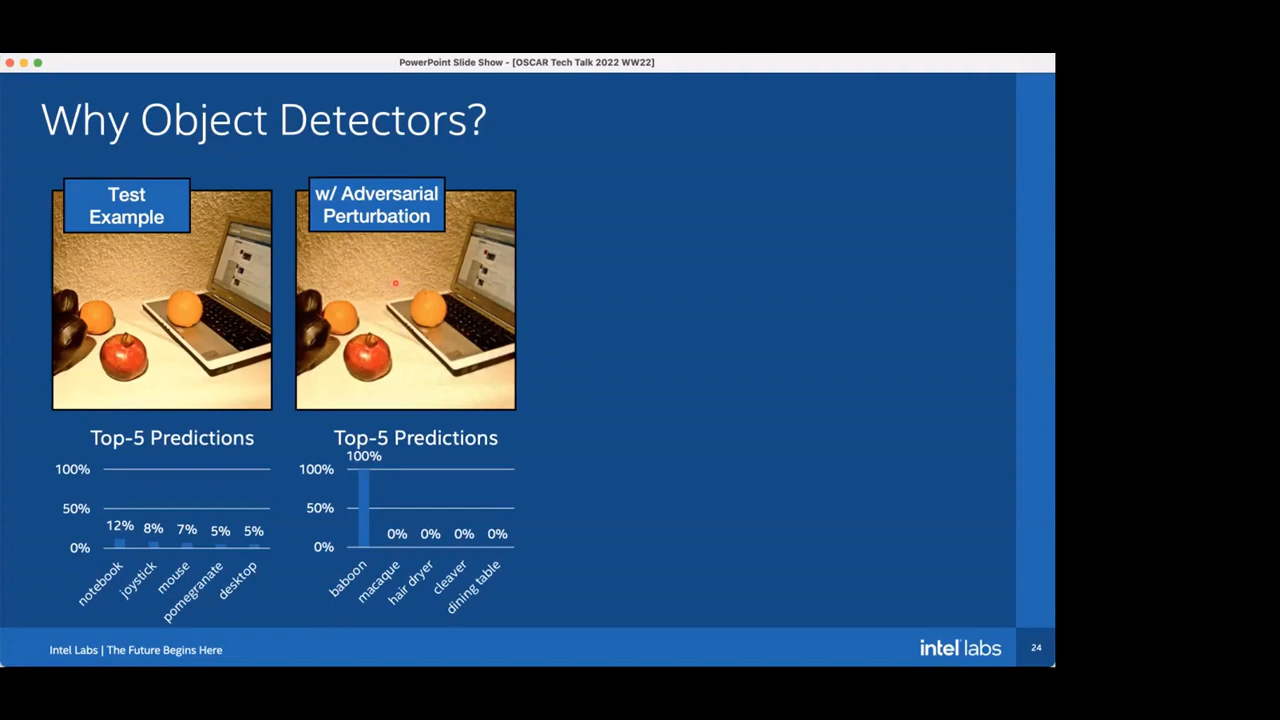 PowerPoint Slide Show - [OSCAR Tech Talk 2022 WW22]
Why Object Detectors?
Test
Example
w/ Adversarial
Perturbation
Top-5 Predictions
100%
50%
0%
12%
8%
7%
5%
5%
notebook
joystick
mouse
pomegranate
desktop
Top-5 Predictions
100%
100%
50%
0%
0%
0%
0%
0%
baboon
macaque
hair dryer
cleaver
dining table
Intel Labs | The Future Begins Here
intel labs
24